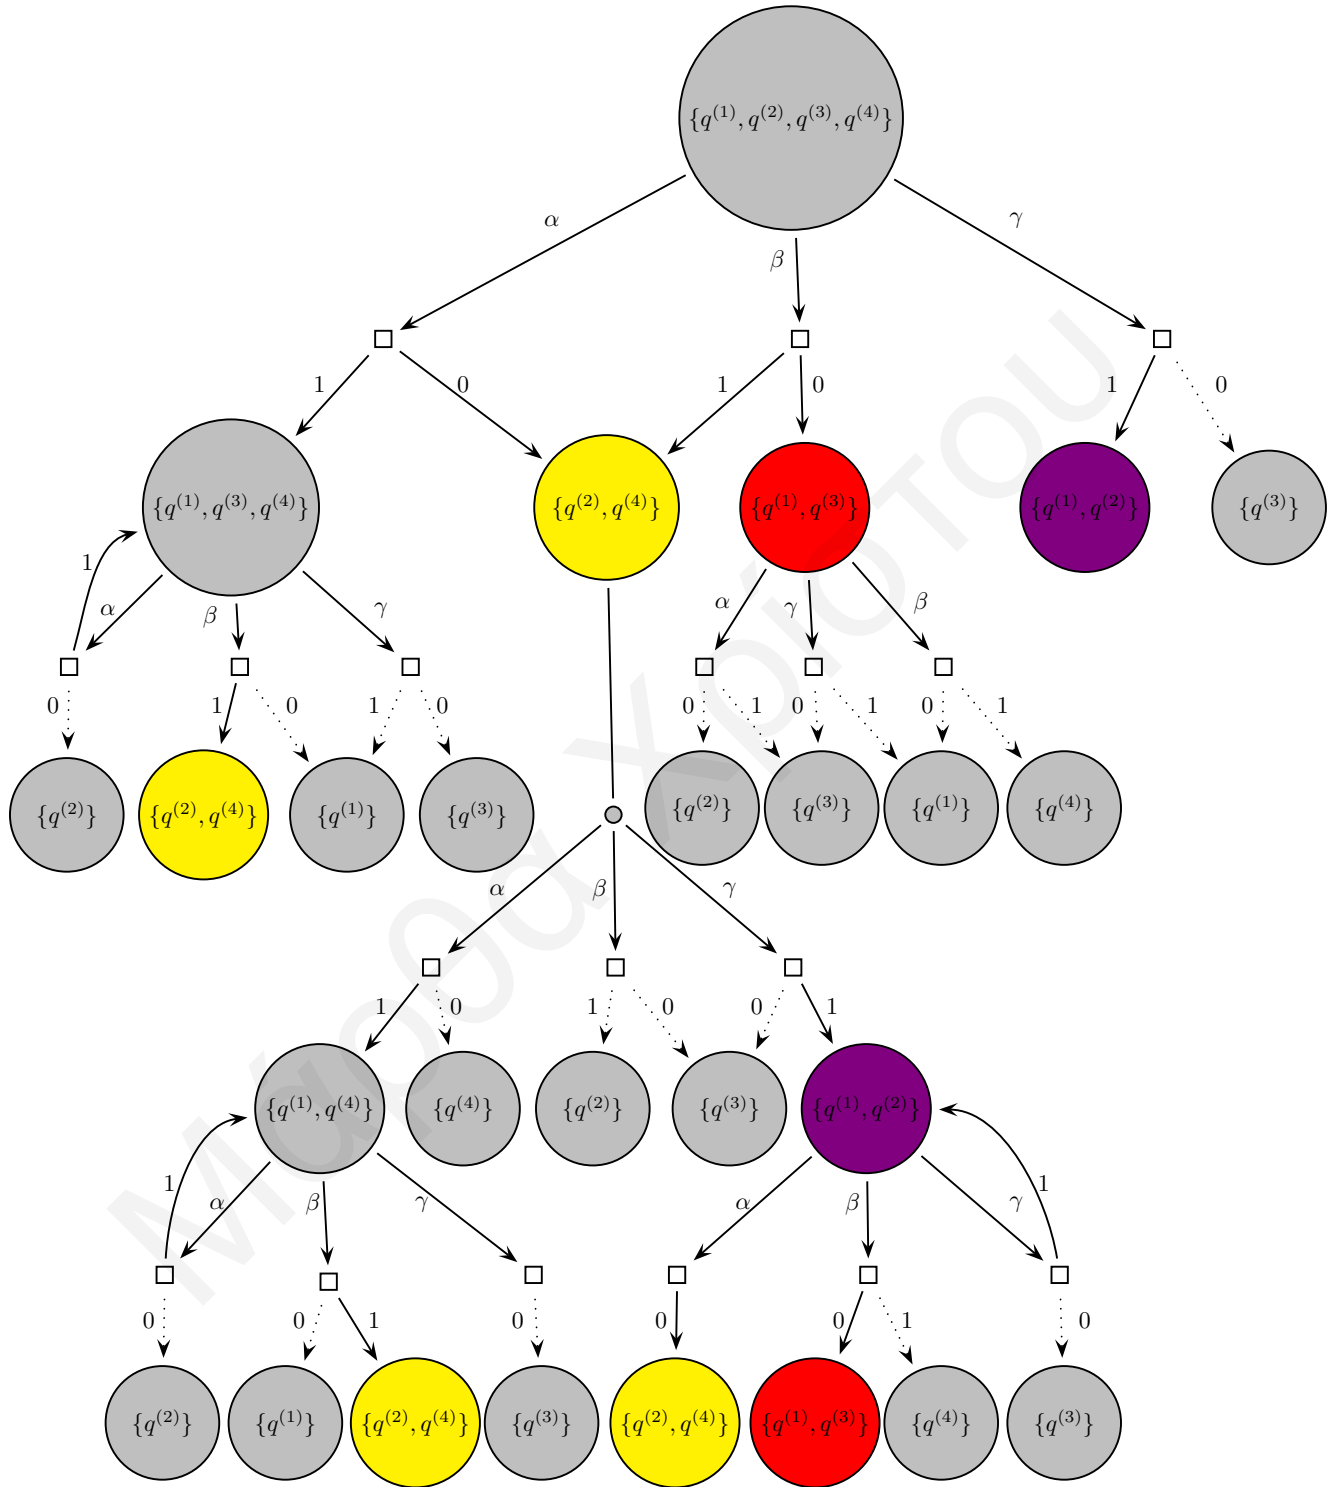 {q^(1), q^(2), q^(3), q^(4)}
α β γ
1 0 1 0 1 0
{q^(1), q^(3), q^(4)} {q^(2), q^(4)} {q^(1), q^(3)} {q^(1), q^(2)} {q^(3)}
1 α β γ α γ β
0 1 0 1 0 0 1 0 1 0 1
{q^(2)} {q^(2), q^(4)} {q^(1)} {q^(3)} {q^(2)} {q^(3)} {q^(1)} {q^(4)}
α β γ
1 0 1 0 0 1
{q^(1), q^(4)} {q^(4)} {q^(2)} {q^(3)} {q^(1), q^(2)}
1 α β γ α β γ 1
0 0 1 0 0 0 1 0
{q^(2)} {q^(1)} {q^(2), q^(4)} {q^(3)} {q^(2), q^(4)} {q^(1), q^(3)} {q^(4)} {q^(3)}
Μάρθα Χρίστου